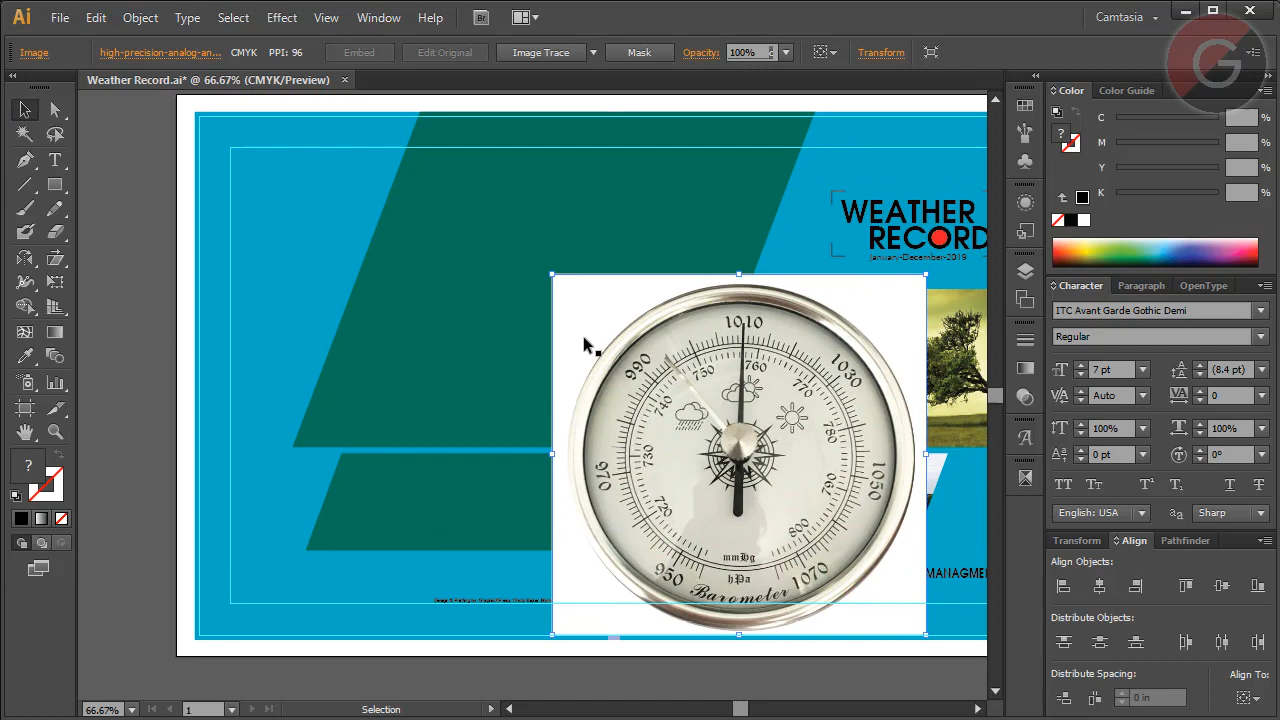 Ai File Edit Object Type Select Effect View Window Help Br Camtasia
Image high-precision-analog-an... CMYK PPI: 96 Embed Edit Original Image Trace Mask Opacity: 100% Transform
Weather Record.ai* @ 66.67% (CMYK/Preview)
G
Color Color Guide
C %
M %
Y %
K %
?
WEATHER
RECORD
January-December-2019
Character Paragraph OpenType
ITC Avant Garde Gothic Demi
Regular
7 pt (8.4 pt)
Auto 0
100% 100%
0 pt 0°
English: USA Sharp
Transform Align Pathfinder
Align Objects:
Distribute Objects:
Distribute Spacing: Align To:
0 in
1010
990 1030
970 1050
950 1070
760
730 770
740 780
730 790
720 800
mmHg
hPa
Barometer
MANAGME
?
66.67% 1 Selection